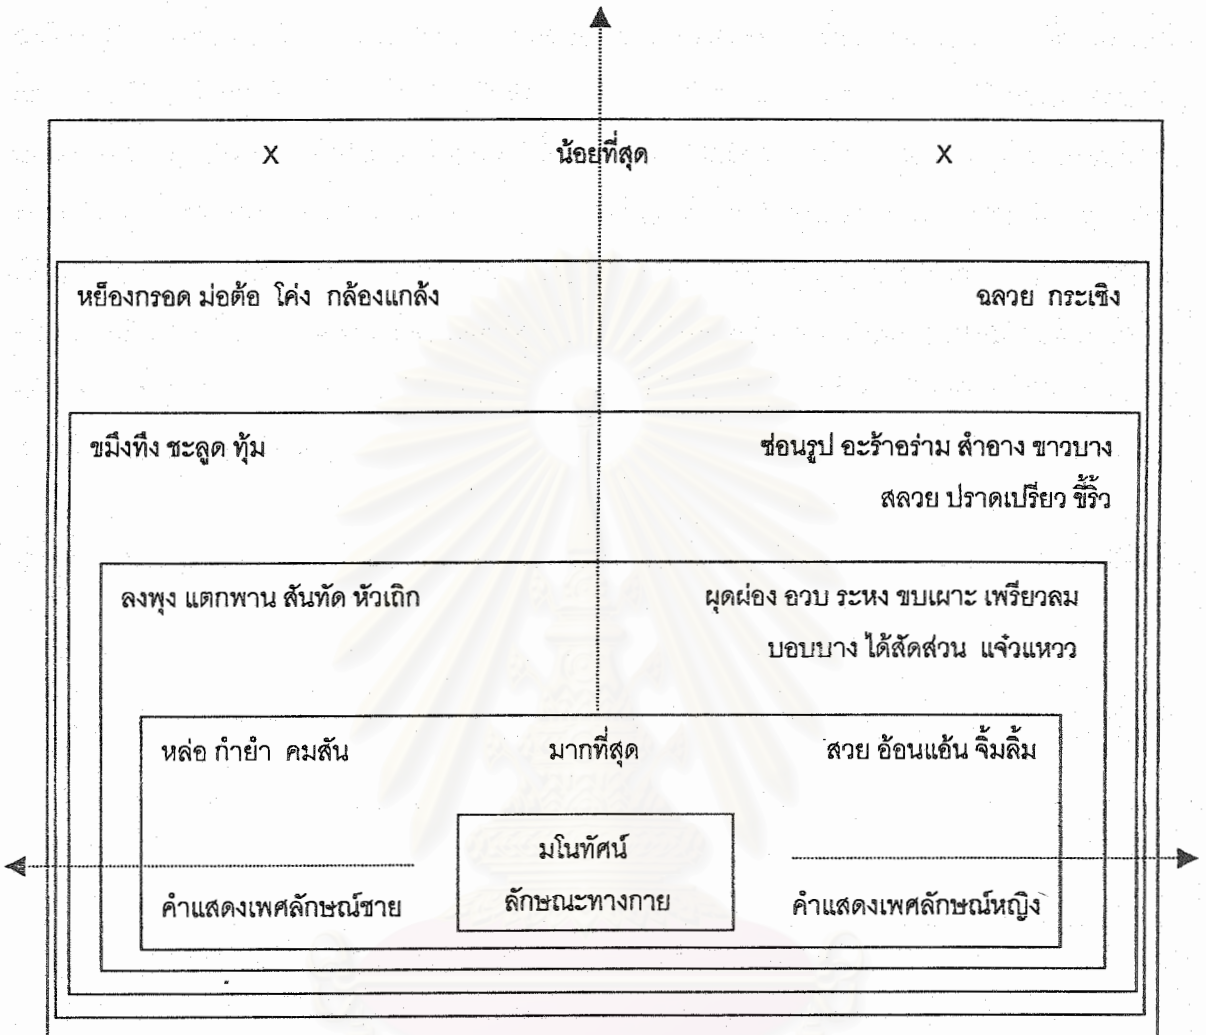 X น้อยที่สุด X
หย็องกรอด ม่อต้อ โค่ง กล้องแกล้ง ฉลวย กระเชิง
ขมึงทึง ชะลูด ทุ้ม ซ่อนรูป อะร้าอร่าม สำอาง ขาวบาง
สลวย ปราดเปรียว ขี้ริ้ว
ลงพุง แตกพาน สันทัด หัวเถิก ผุดผ่อง อวบ ระหง ขบเผาะ เพรียวลม
บอบบาง ได้สัดส่วน แจ๋วแหวว
หล่อ กำยำ คมสัน มากที่สุด สวย อ้อนแอ้น จิ้มลิ้ม
มโนทัศน์
ลักษณะทางกาย
คำแสดงเพศลักษณ์ชาย คำแสดงเพศลักษณ์หญิง